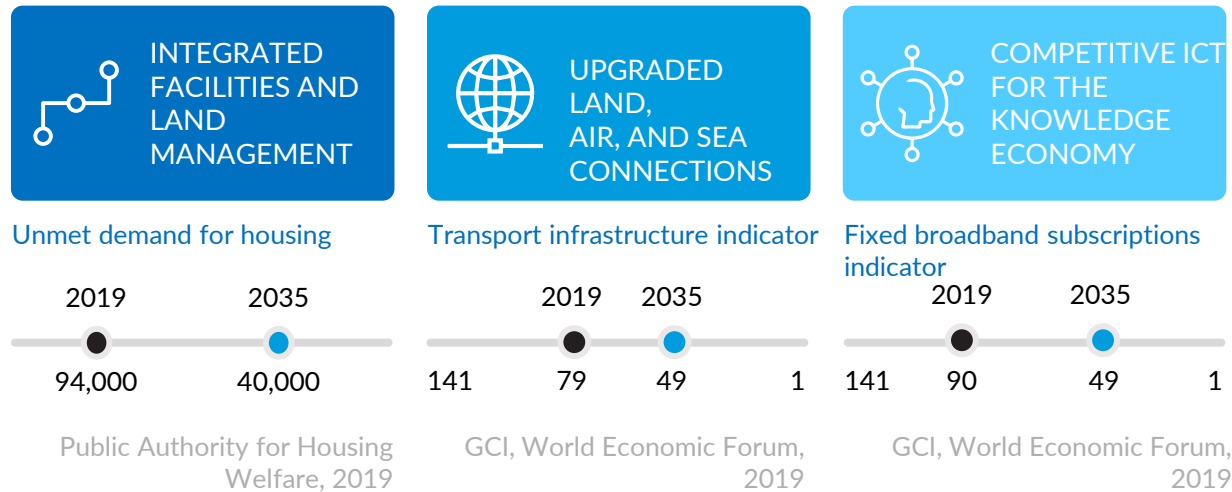 INTEGRATED
FACILITIES AND
LAND
MANAGEMENT
Unmet demand for housing
2019 2035
94,000 40,000
Public Authority for Housing
Welfare, 2019
UPGRADED
LAND,
AIR, AND SEA
CONNECTIONS
Transport infrastructure indicator
2019 2035
141 79 49 1
GCI, World Economic Forum,
2019
COMPETITIVE ICT
FOR THE
KNOWLEDGE
ECONOMY
Fixed broadband subscriptions
indicator
2019 2035
141 90 49 1
GCI, World Economic Forum,
2019